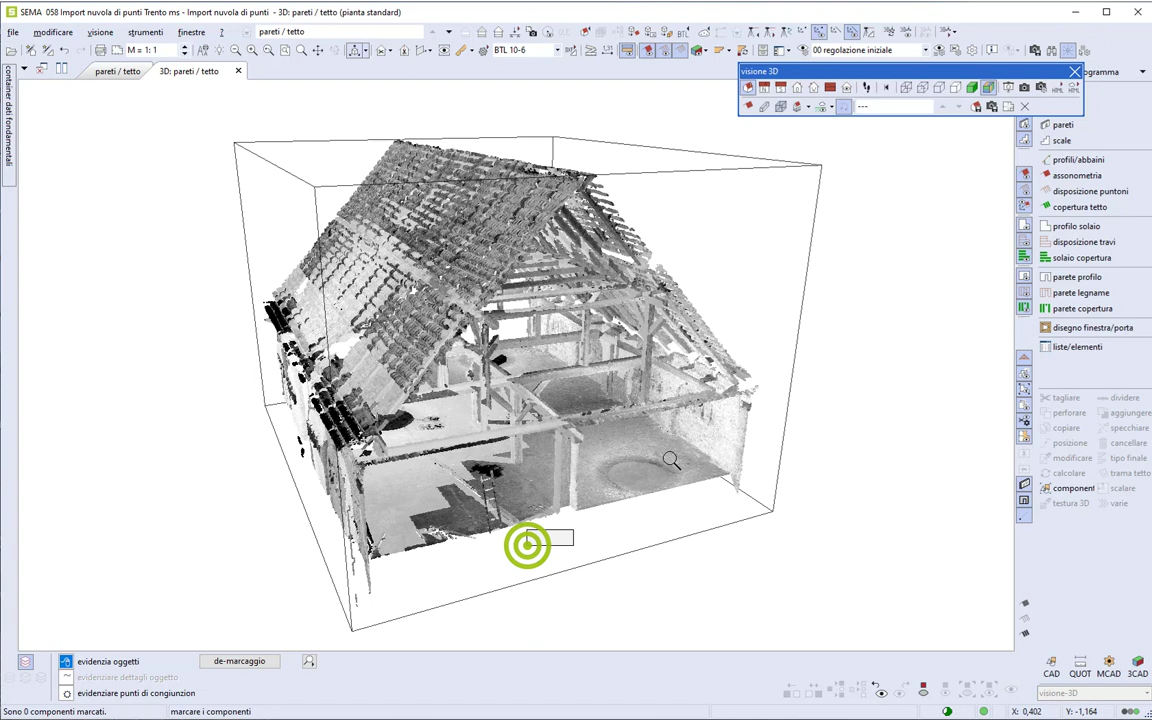 SEMA 058 Import nuvola di punti Trento ms - Import nuvola di punti - 3D: pareti / tetto (pianta standard)
file modificare visione strumenti finestre ? pareti / tetto
M = 1: 1
BTL 10-6
00 regolazione iniziale
pareti / tetto
3D: pareti / tetto
visione 3D
---
ogramma
container dati fondamentali
pareti
scale
profili/abbaini
assonometria
disposizione puntoni
copertura tetto
profilo solaio
disposizione travi
solaio copertura
parete profilo
parete legname
parete copertura
disegno finestra/porta
liste/elementi
tagliare dividere
perforare aggiungere
copiare specchiare
posizione cancellare
modificare tipo finale
calcolare trama tetto
component scalare
testura 3D varie
CAD QUOT MCAD 3CAD
visione-3D
evidenzia oggetti
de-marcaggio
evidenziare dettagli oggetto
evidenziare punti di congiunzion
Sono 0 componenti marcati. marcare i componenti
X: 0,402 Y: -1,164